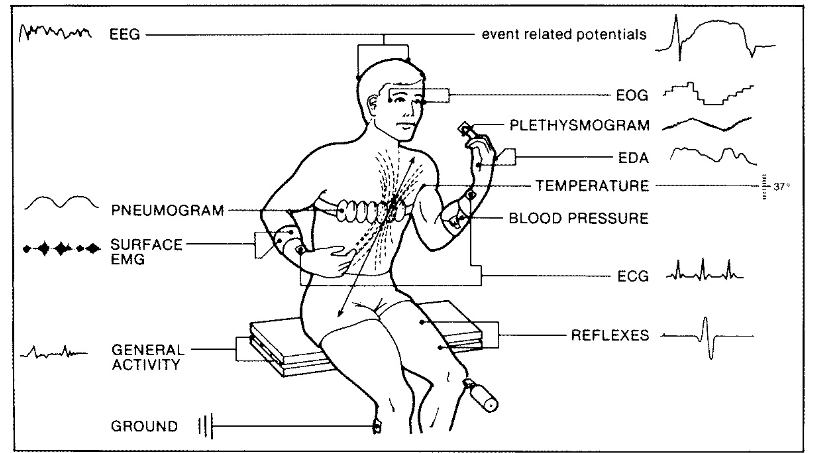 EEG
event related potentials
EOG
PLETHYSMOGRAM
EDA
TEMPERATURE
37°
PNEUMOGRAM
BLOOD PRESSURE
SURFACE
EMG
ECG
REFLEXES
GENERAL
ACTIVITY
GROUND